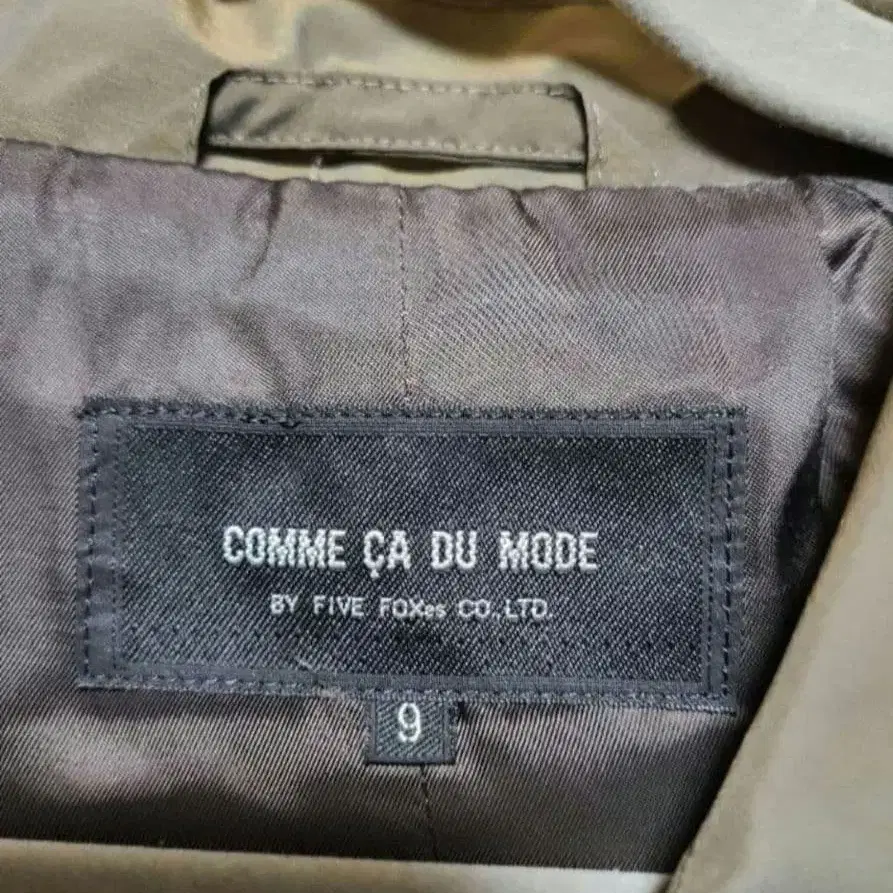 COMME ÇA DU MODE
BY FIVE FOXes CO.,LTD.
9